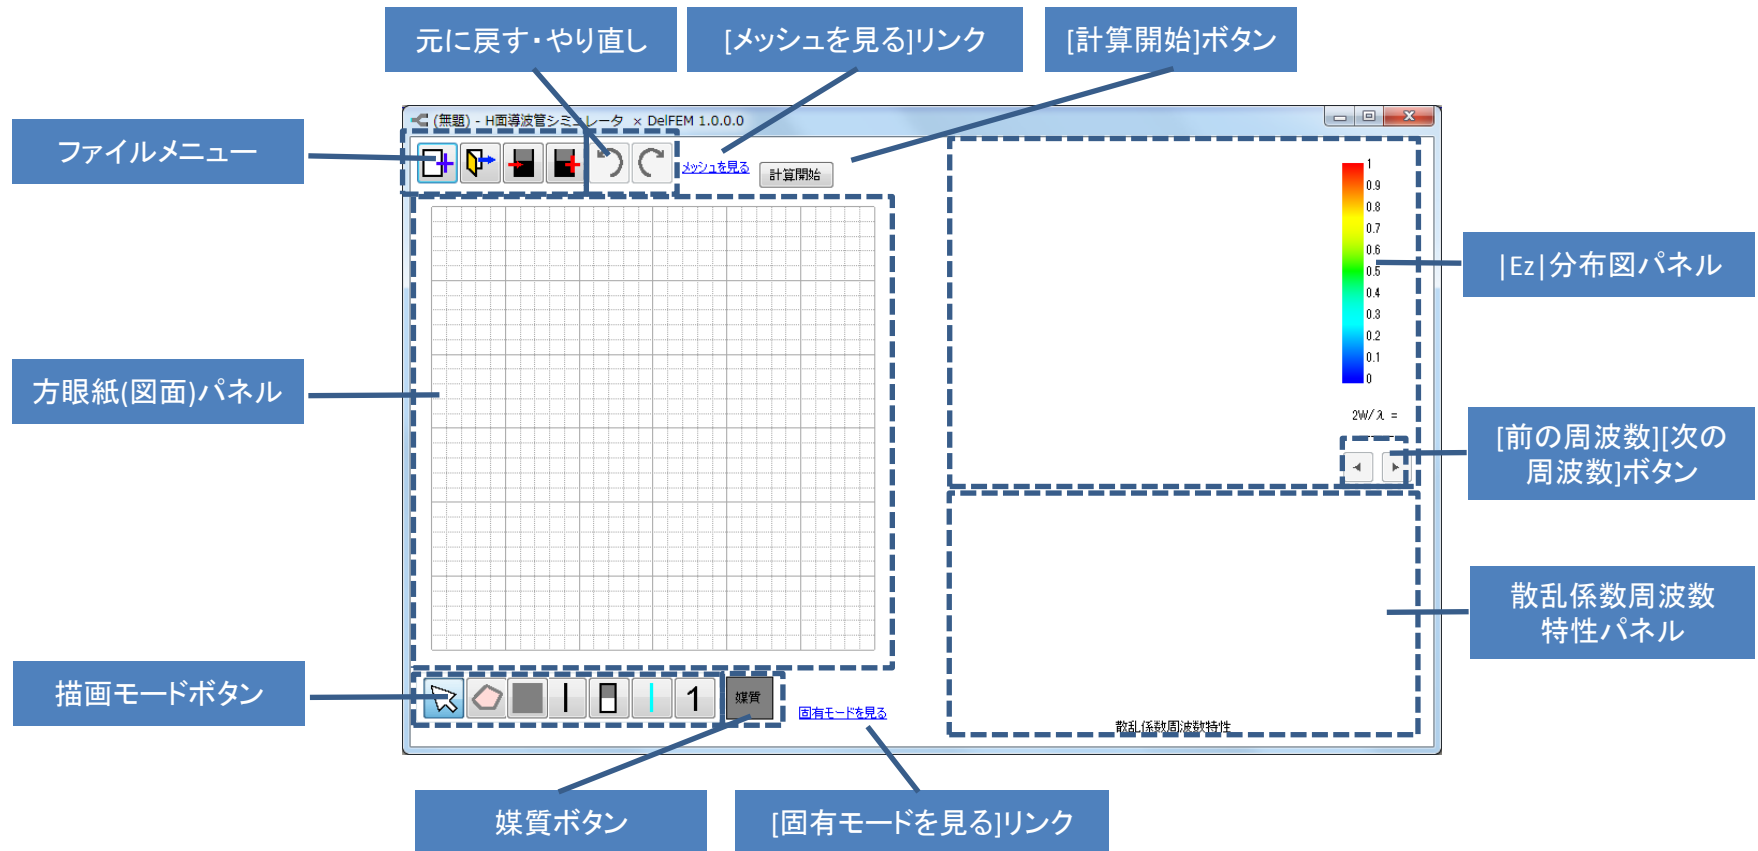 元に戻す・やり直し
[メッシュを見る]リンク
[計算開始]ボタン
(無題) - H面導波管シミュレータ × DelFEM 1.0.0.0
ファイルメニュー
メッシュを見る
計算開始
1
0.9
0.8
0.7
0.6
0.5
0.4
0.3
0.2
0.1
0
|Ez|分布図パネル
方眼紙(図面)パネル
2W/λ =
[前の周波数][次の
周波数]ボタン
散乱係数周波数
特性パネル
描画モードボタン
1
媒質
固有モードを見る
散乱係数周波数特性
媒質ボタン
[固有モードを見る]リンク